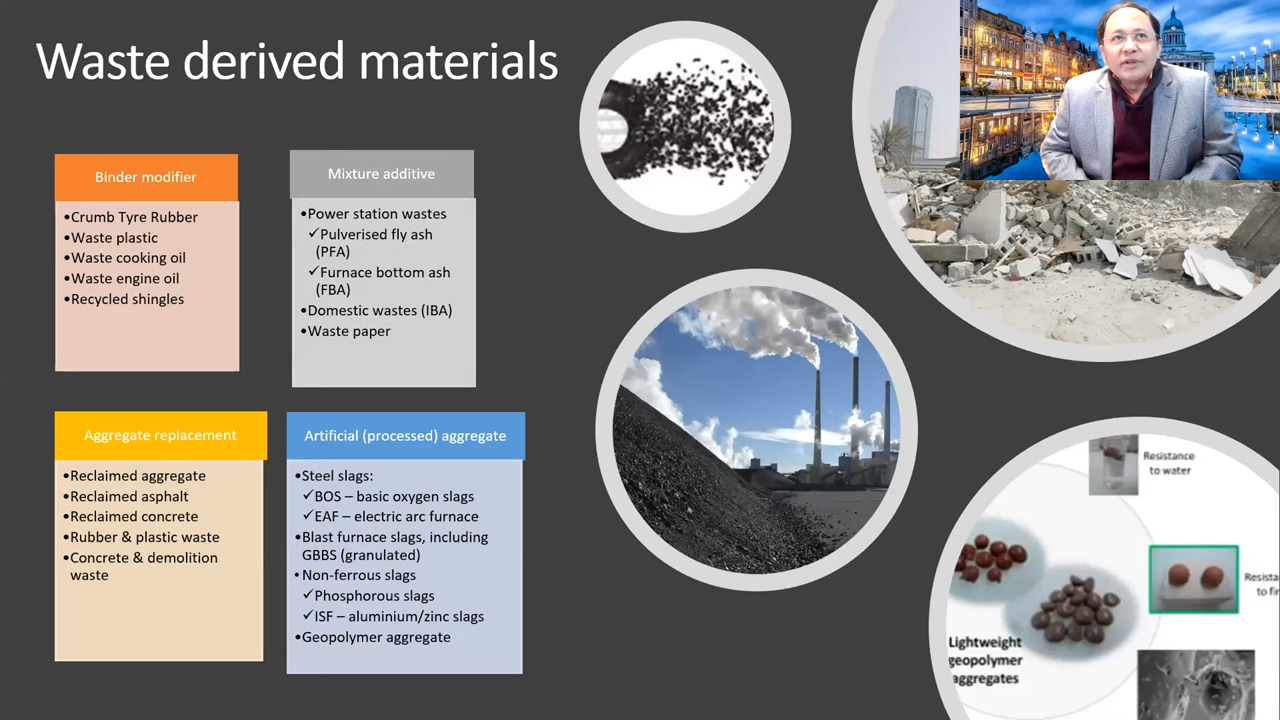 Waste derived materials
Binder modifier
•Crumb Tyre Rubber
•Waste plastic
•Waste cooking oil
•Waste engine oil
•Recycled shingles
Mixture additive
•Power station wastes
✓Pulverised fly ash
(PFA)
✓Furnace bottom ash
(FBA)
•Domestic wastes (IBA)
•Waste paper
Aggregate replacement
•Reclaimed aggregate
•Reclaimed asphalt
•Reclaimed concrete
•Rubber & plastic waste
•Concrete & demolition
waste
Artificial (processed) aggregate
•Steel slags:
✓BOS – basic oxygen slags
✓EAF – electric arc furnace
•Blast furnace slags, including
GBBS (granulated)
•Non-ferrous slags
✓Phosphorous slags
✓ISF – aluminium/zinc slags
•Geopolymer aggregate
Resistance
to water
Lightweight
geopolymer
aggregates